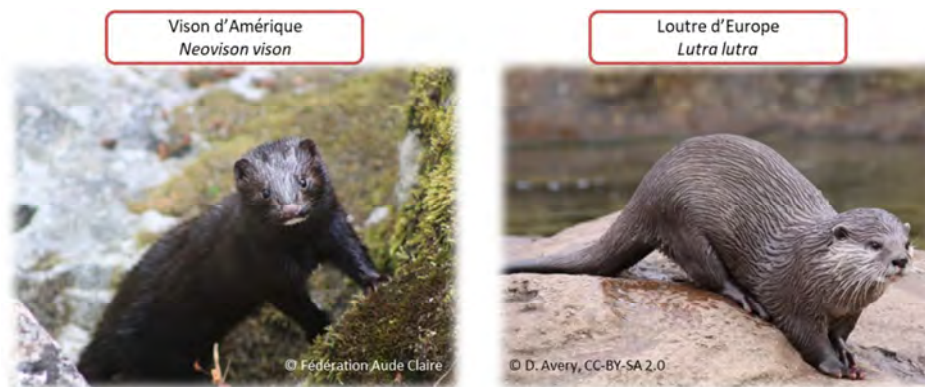 Vison d’Amérique
Neovison vison
Loutre d’Europe
Lutra lutra
© Fédération Aude Claire
© D. Avery, CC-BY-SA 2.0